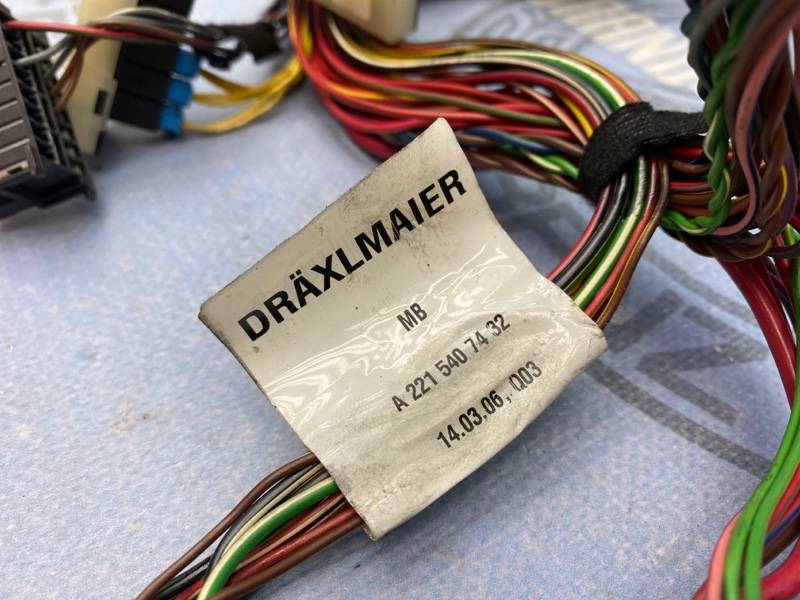 DRÄXLMAIER
MB
A 221 540 74 32
14.03.06, Q03